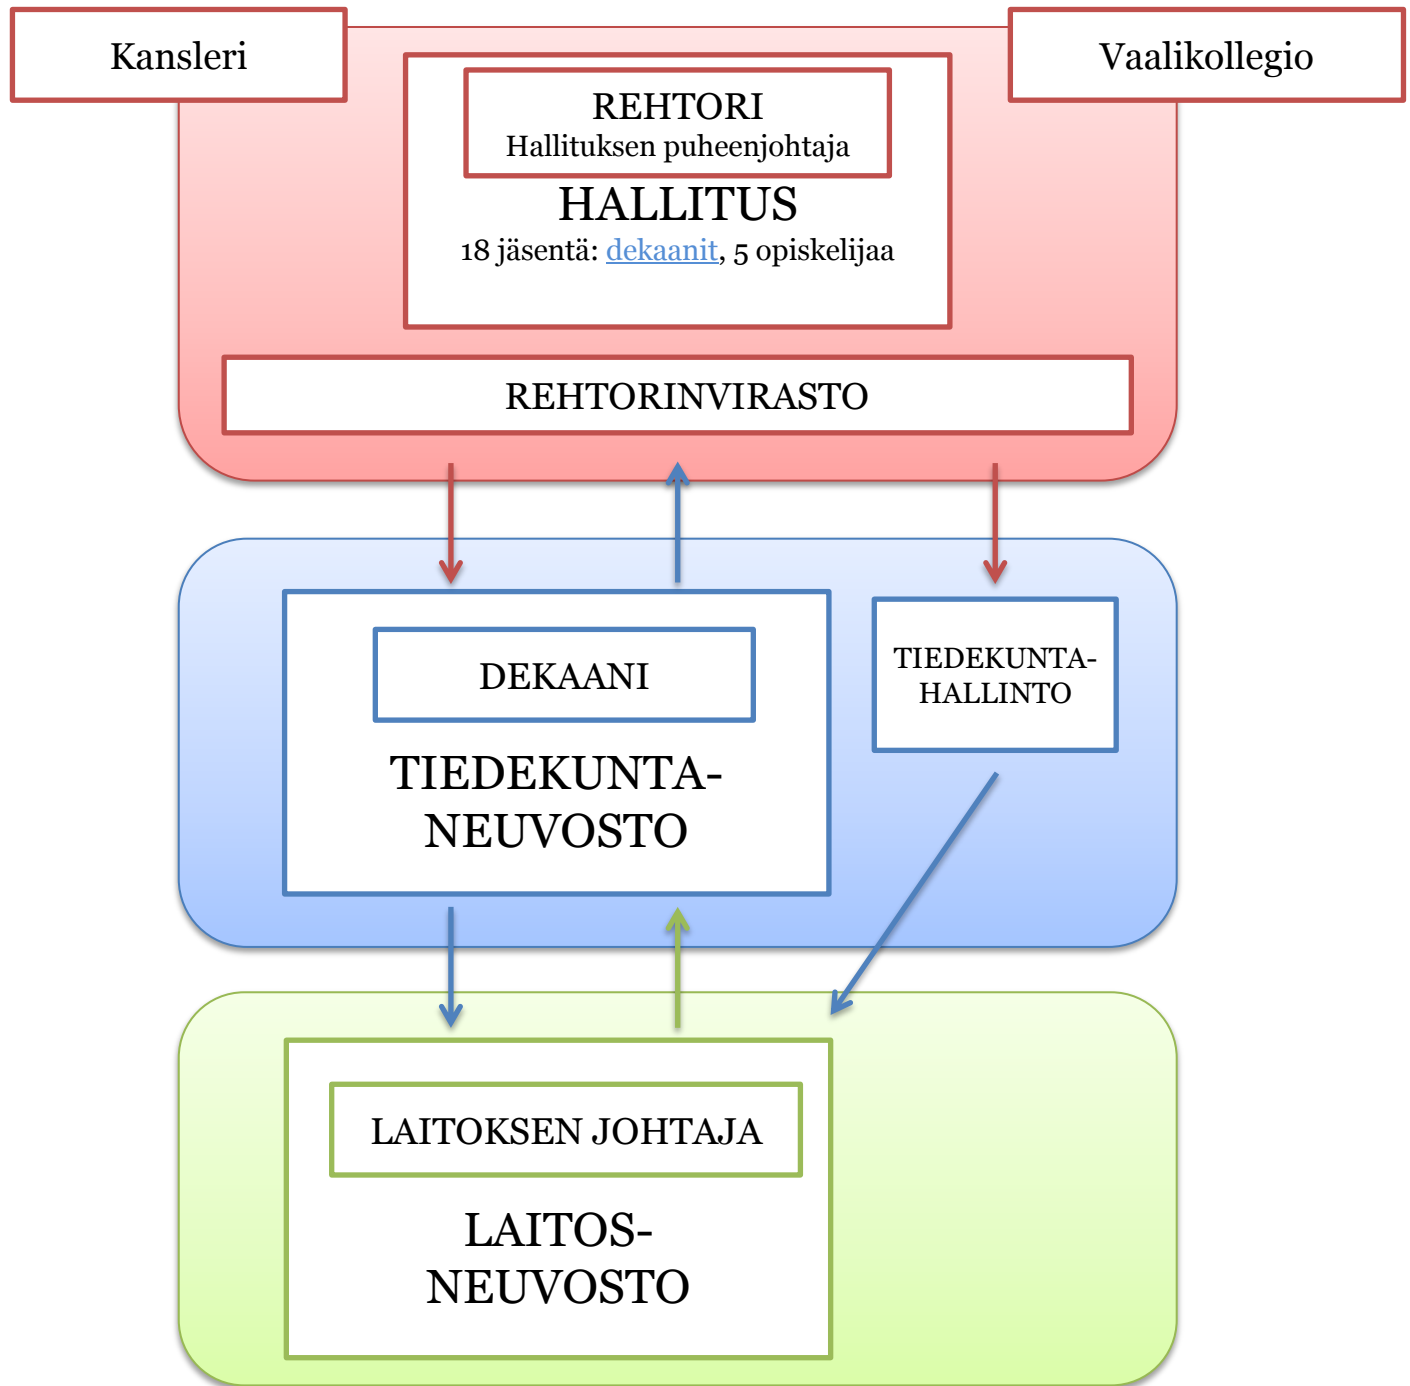 Kansleri
Vaalikollegio
REHTORI
Hallituksen puheenjohtaja
HALLITUS
18 jäsentä: dekaanit, 5 opiskelijaa
REHTORINVIRASTO
DEKAANI
TIEDEKUNTA-
NEUVOSTO
TIEDEKUNTA-
HALLINTO
LAITOKSEN JOHTAJA
LAITOS-
NEUVOSTO